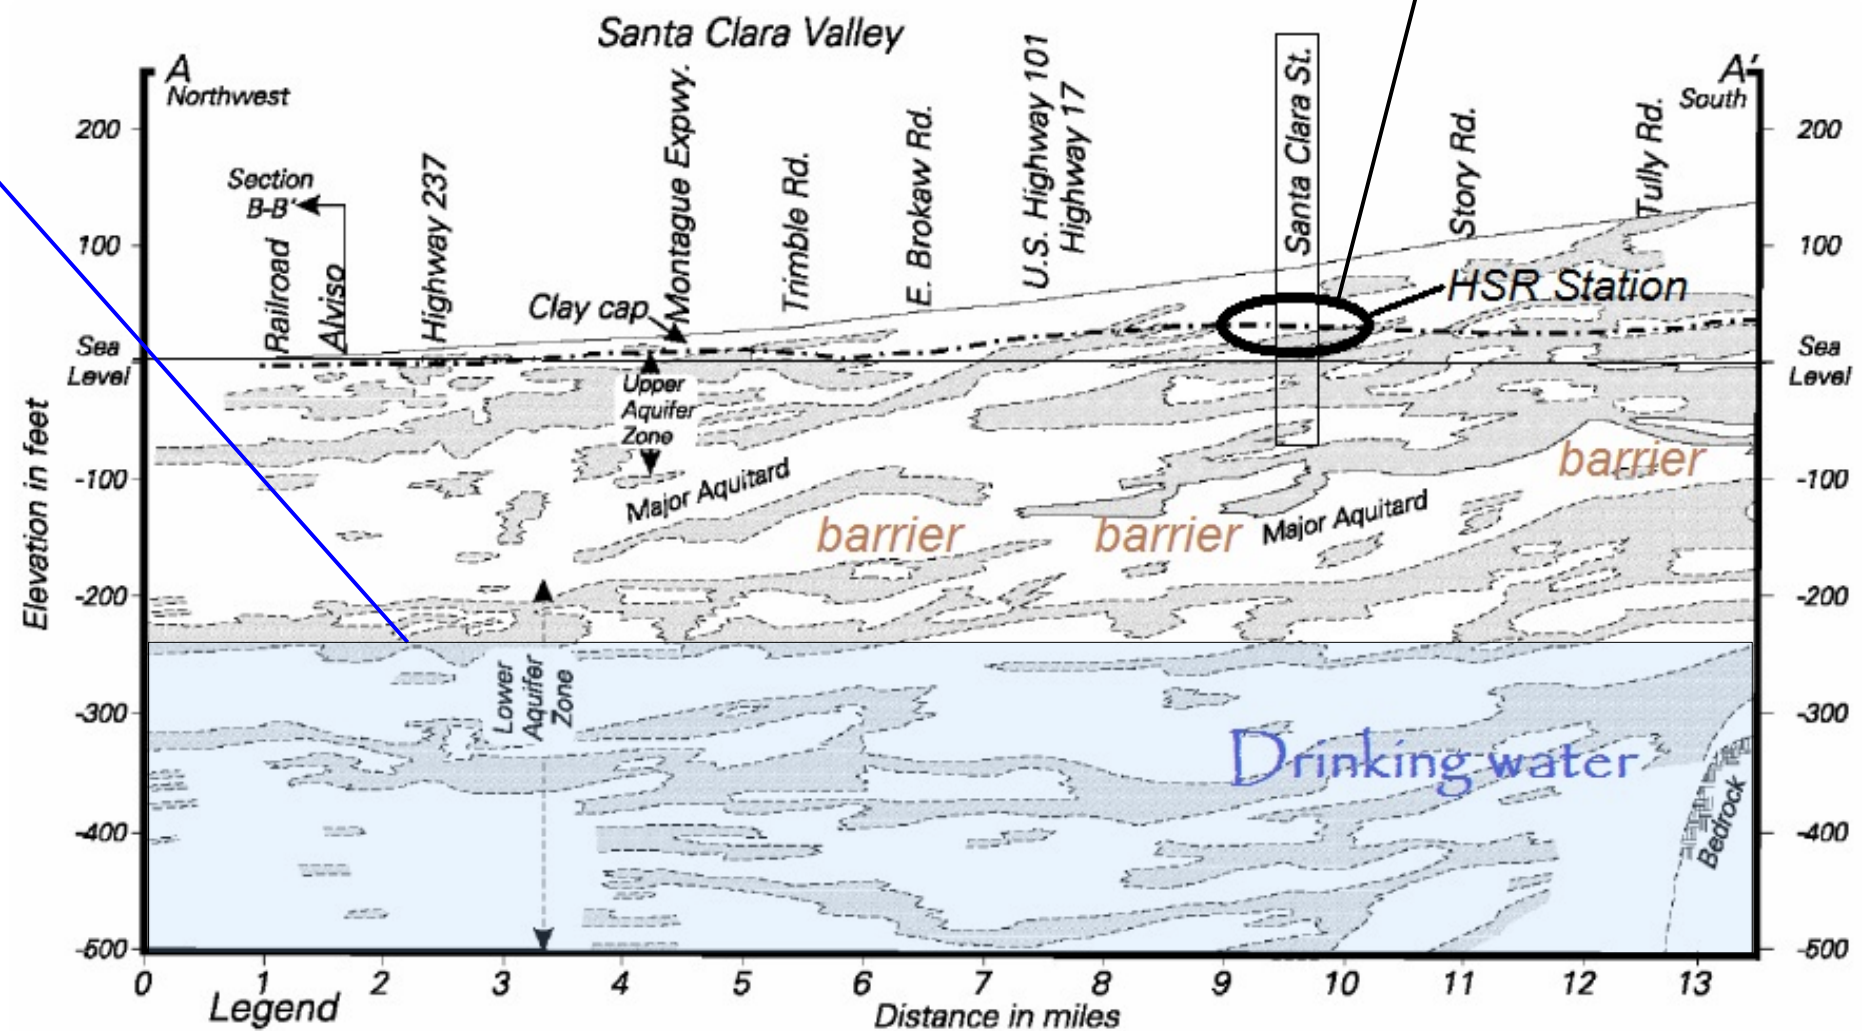 Santa Clara Valley
A
Northwest
A'
South
200
100
Sea
Level
-100
-200
-300
-400
-500
Elevation in feet
200
100
Sea
Level
-100
-200
-300
-400
-500
Section
B-B'
Railroad
Alviso
Highway 237
Montague Expwy.
Trimble Rd.
E. Brokaw Rd.
U.S. Highway 101
Highway 17
Santa Clara St.
Story Rd.
Tully Rd.
Clay cap
HSR Station
Upper
Aquifer
Zone
Major Aquitard
barrier
barrier
Major Aquitard
barrier
Lower
Aquifer
Zone
Drinking water
Bedrock
0 1 2 3 4 5 6 7 8 9 10 11 12 13
Legend
Distance in miles